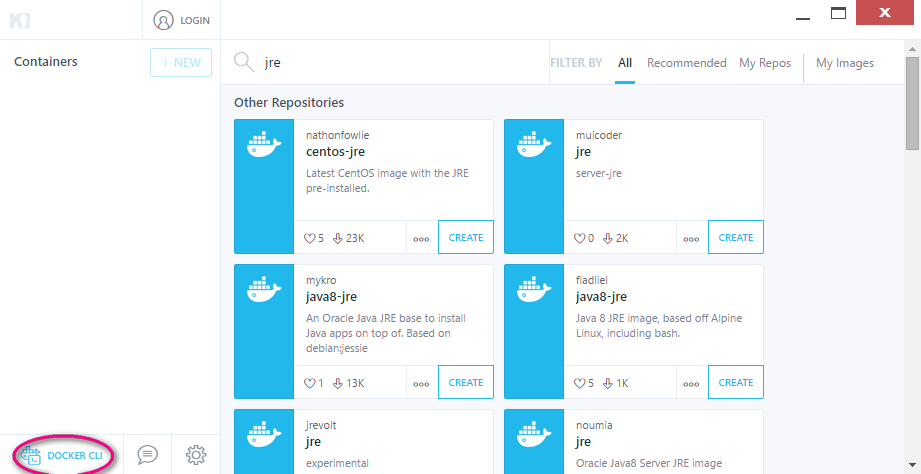 LOGIN
Containers
+ NEW
jre
FILTER BY
All
Recommended
My Repos
My Images
Other Repositories
nathonfowlie
centos-jre
Latest CentOS image with the JRE
pre-installed.
5
23K
CREATE
muicoder
jre
server-jre
0
2K
CREATE
mykro
java8-jre
An Oracle Java JRE base to install
Java apps on top of. Based on
debian:jessie
1
13K
CREATE
fiadliel
java8-jre
Java 8 JRE image, based off Alpine
Linux, including bash.
5
1K
CREATE
jrevolt
jre
experimental
noumia
jre
Oracle Java8 Server JRE image
DOCKER CLI